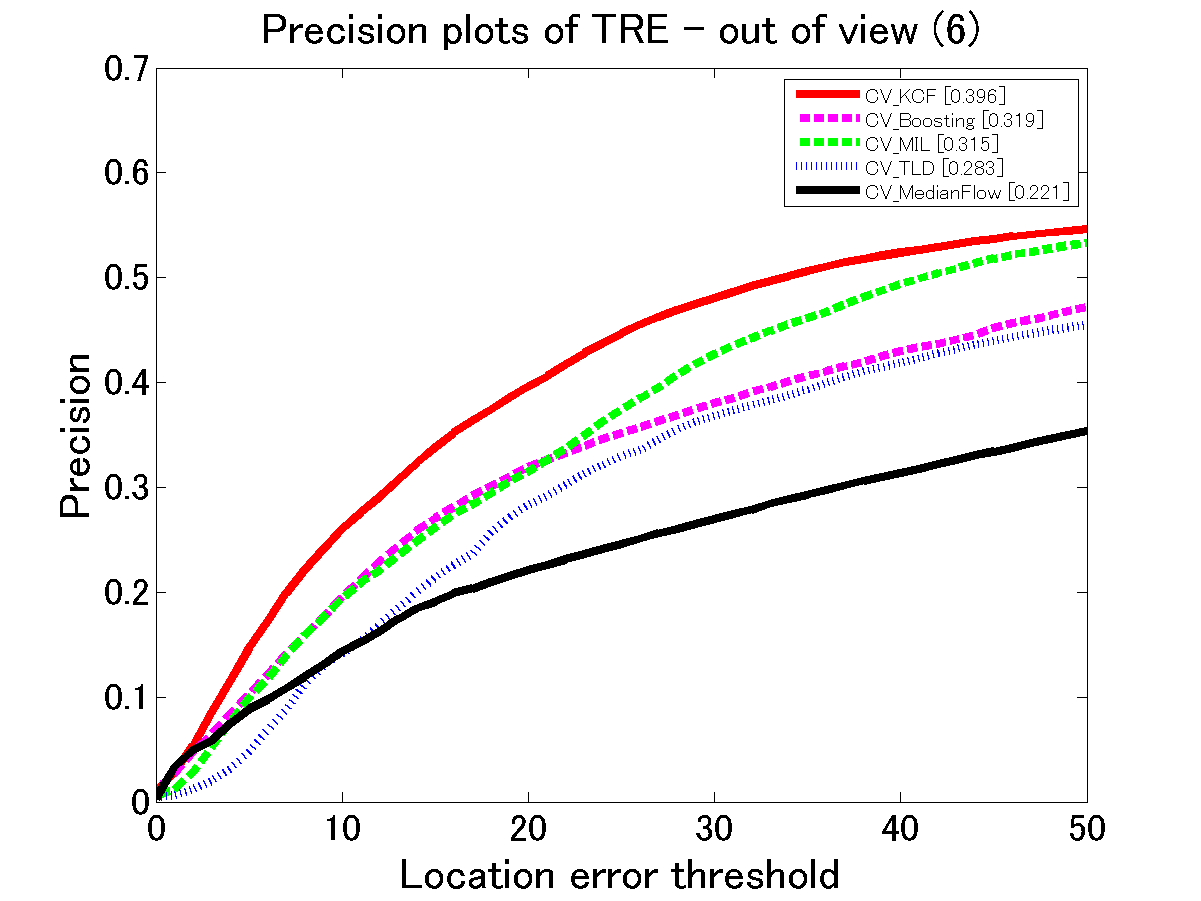 Precision plots of TRE - out of view (6)
0.7
0.6
0.5
0.4
0.3
0.2
0.1
0
Precision
CV_KCF [0.396]
CV_Boosting [0.319]
CV_MIL [0.315]
CV_TLD [0.283]
CV_MedianFlow [0.221]
0 10 20 30 40 50
Location error threshold